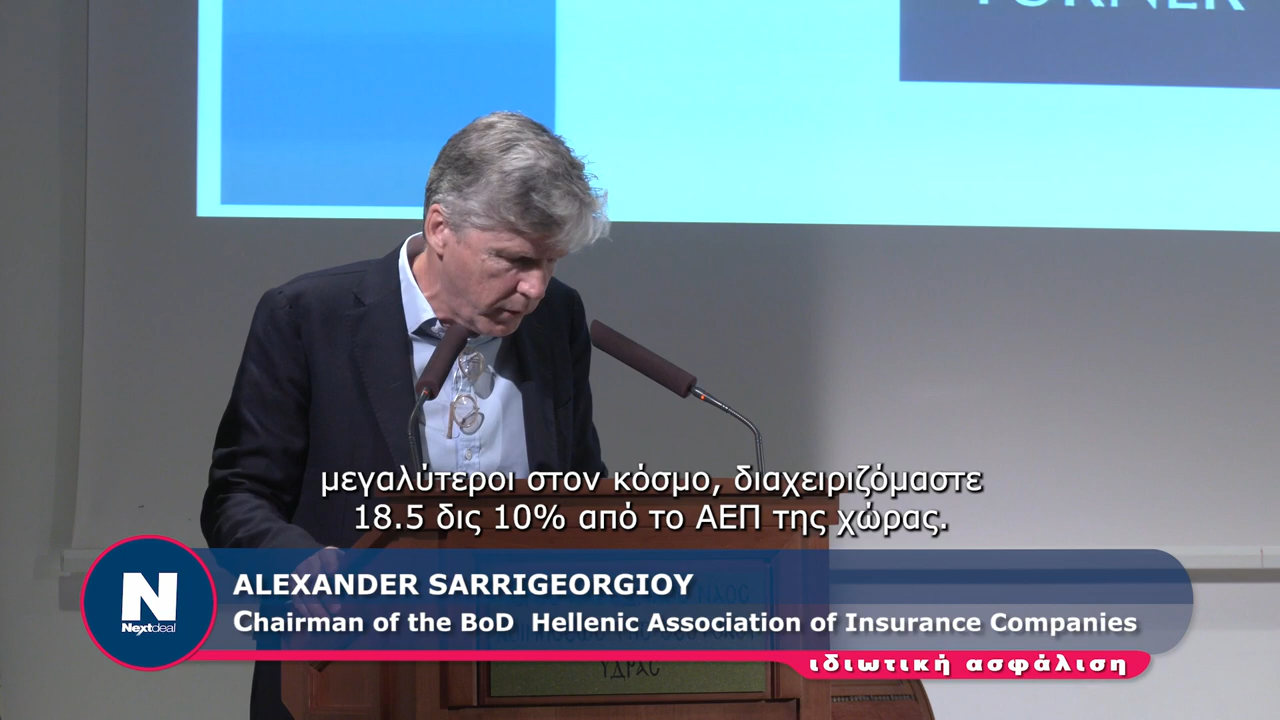 μεγαλύτεροι στον κόσμο, διαχειριζόμαστε
18.5 δις 10% από το ΑΕΠ της χώρας.
N
Nextdeal
ALEXANDER SARRIGEORGIOY
Chairman of the BoD Hellenic Association of Insurance Companies
ιδιωτική ασφάλιση
ΥΔΡΑС